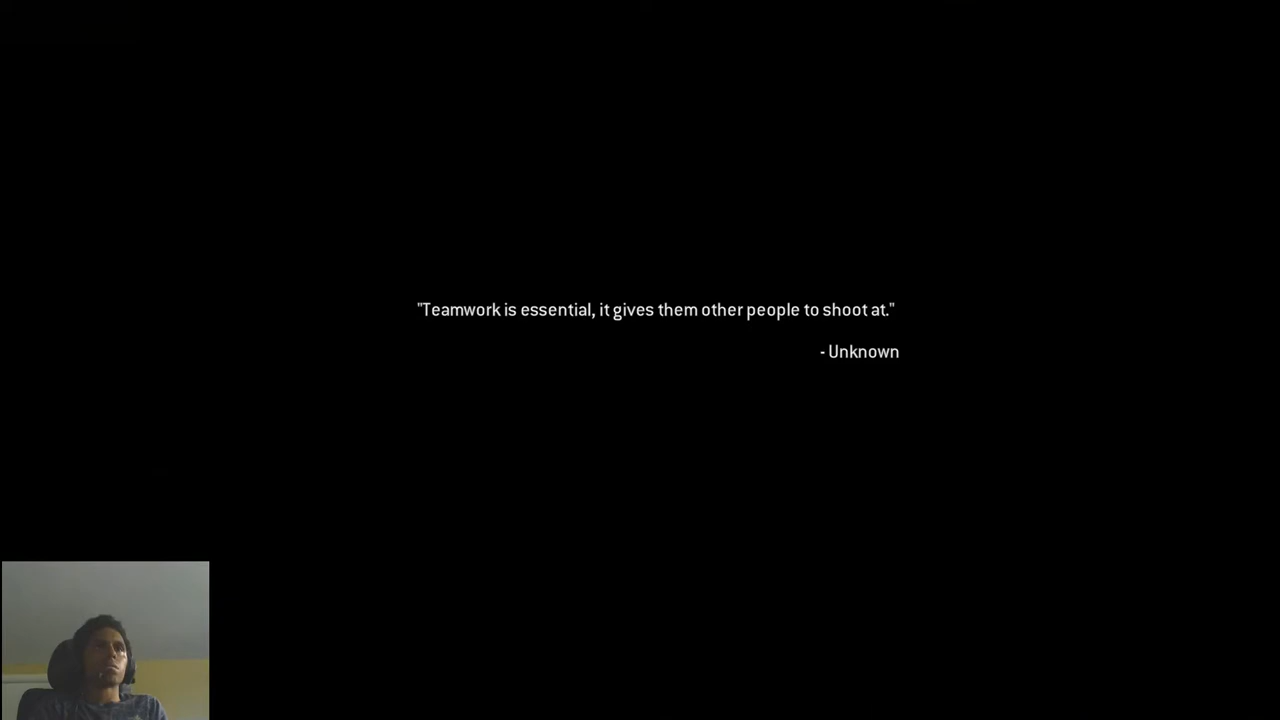 "Teamwork is essential, it gives them other people to shoot at."
- Unknown